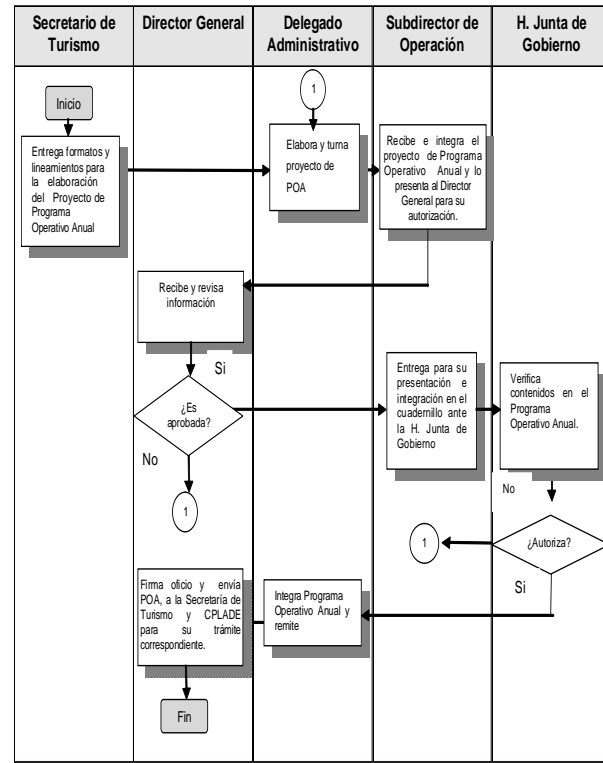 Secretario de
Turismo
Director General
Delegado
Administrativo
Subdirector de
Operación
H. Junta de
Gobierno
Inicio
1
Entrega formatos y
lineamientos para
la elaboración
del Proyecto de
Programa
Operativo Anual
Elabora y turna
proyecto de
POA
Recibe e integra el
proyecto de Programa
Operativo Anual y lo
presenta al Director
General para su
autorización.
Recibe y revisa
información
Si
¿Es
aprobada?
No
1
Entrega para su
presentación e
integración en el
cuadernillo ante
la H. Junta de
Gobierno
Verifica
contenidos en el
Programa
Operativo Anual.
No
¿Autoriza?
1
Si
Integra Programa
Operativo Anual y
remite
Firma oficio y envía
POA, a la Secretaría de
Turismo y CPLADE
para su trámite
correspondiente.
Fin